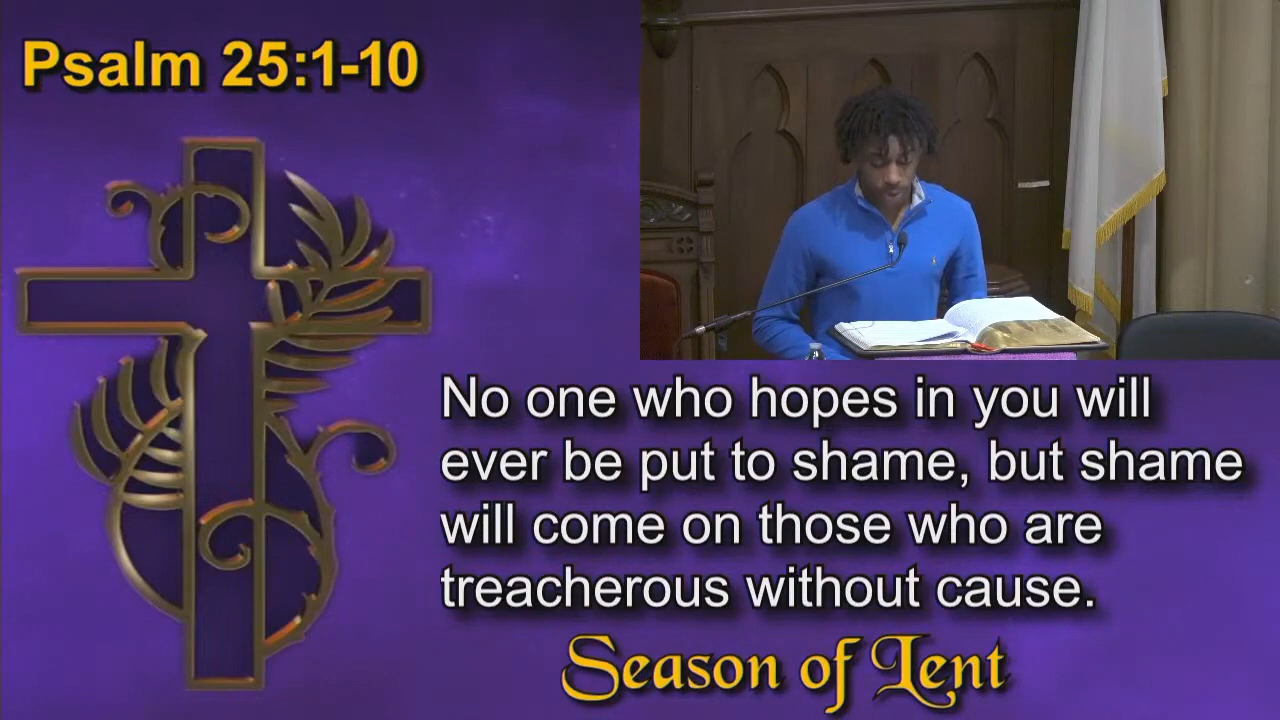 Psalm 25:1-10
No one who hopes in you will
ever be put to shame, but shame
will come on those who are
treacherous without cause.
Season of Lent